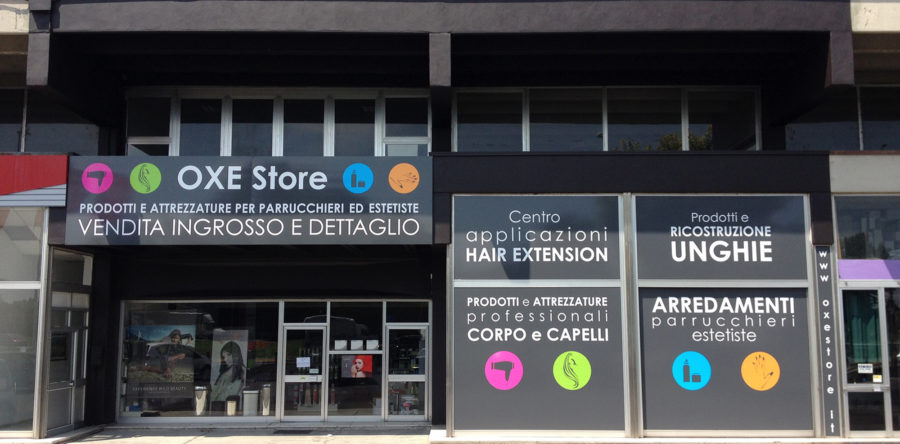 OXE Store
PRODOTTI E ATTREZZATURE PER PARRUCCHIERI ED ESTETISTE
VENDITA INGROSSO E DETTAGLIO
Centro
applicazioni
HAIR EXTENSION
Prodotti e
RICOSTRUZIONE
UNGHIE
PRODOTTI e ATTREZZATURE
professionali
CORPO e CAPELLI
ARREDAMENTI
parrucchieri
estetiste
www oxestore it